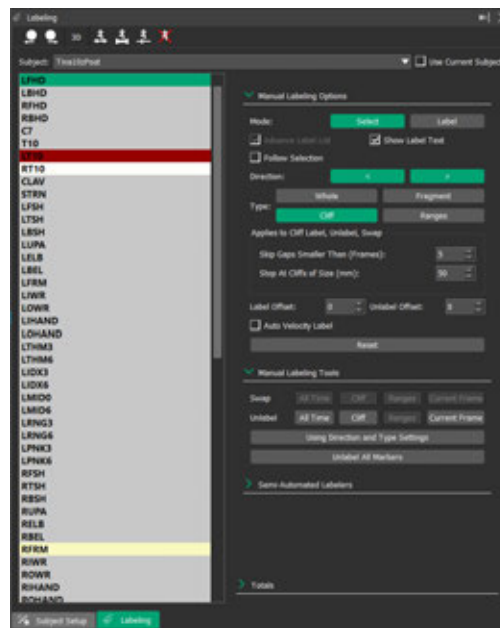 Labeling
3D
Subject:
Use Current Subject
LFHD
LBHD
RFHD
RBHD
C7
T10
LT10
RT10
CLAV
STRN
LFSH
LTSH
LBSH
LUPA
LELB
LBEL
LFRM
LIWR
LOWR
LIHAND
LOHAND
LTHM3
LTHM6
LIDX3
LIDX6
LMID0
LMID6
LRNG3
LRNG6
LPNK3
LPNK6
RFSH
RTSH
RBSH
RUPA
RELB
RBEL
RFRM
RIWR
ROWR
RIHAND
ROHAND
Manual Labeling Options
Mode: Select Label
Advance Label List Show Label Text
Follow Selection
Direction:
Type: Whole Fragment
Cliff Ranges
Applies to Cliff Label, Unlabel, Swap
Skip Gaps Smaller Than (Frames): 5
Stop At Cliffs of Size (mm): 50
Label Offset: 0 Unlabel Offset: 0
Auto Velocity Label
Reset
Manual Labeling Tools
Swap All Time Cliff Ranges Current Frame
Unlabel All Time Cliff Ranges Current Frame
Using Direction and Type Settings
Unlabel All Markers
Semi-Automated Labelers
Totals
Subject Setup Labeling